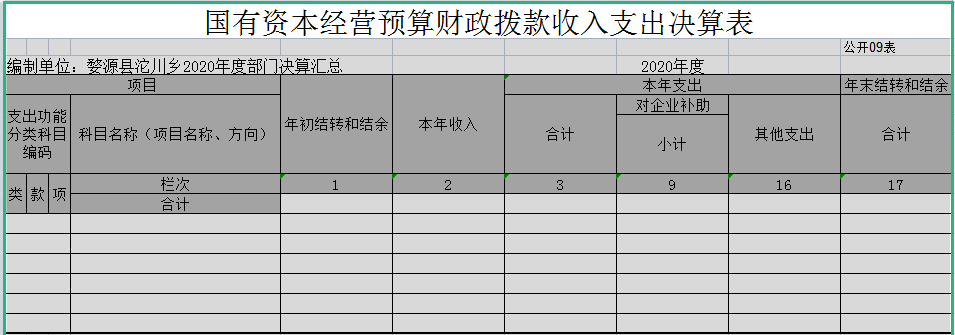 国有资本经营预算财政拨款收入支出决算表
公开09表
编制单位：婺源县沱川乡2020年度部门决算汇总 2020年度
项目 年初结转和结余 本年收入 本年支出 年末结转和结余
支出功能分类科目编码 科目名称（项目名称、方向） 合计 对企业补助 其他支出 合计
小计
类 款 项 栏次 1 2 3 9 16 17
合计